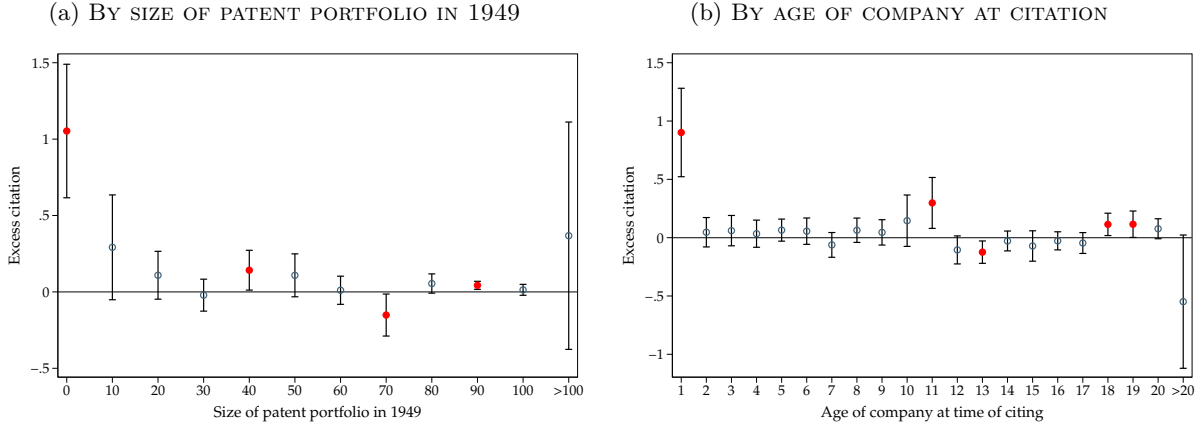 (a) By size of patent portfolio in 1949
Excess citation
1.5
1
.5
0
-.5
0 10 20 30 40 50 60 70 80 90 100 >100
Size of patent portfolio in 1949
(b) By age of company at citation
Excess citation
1.5
1
.5
0
-.5
-1
1 2 3 4 5 6 7 8 9 10 11 12 13 14 15 16 17 18 19 20 >20
Age of company at time of citing